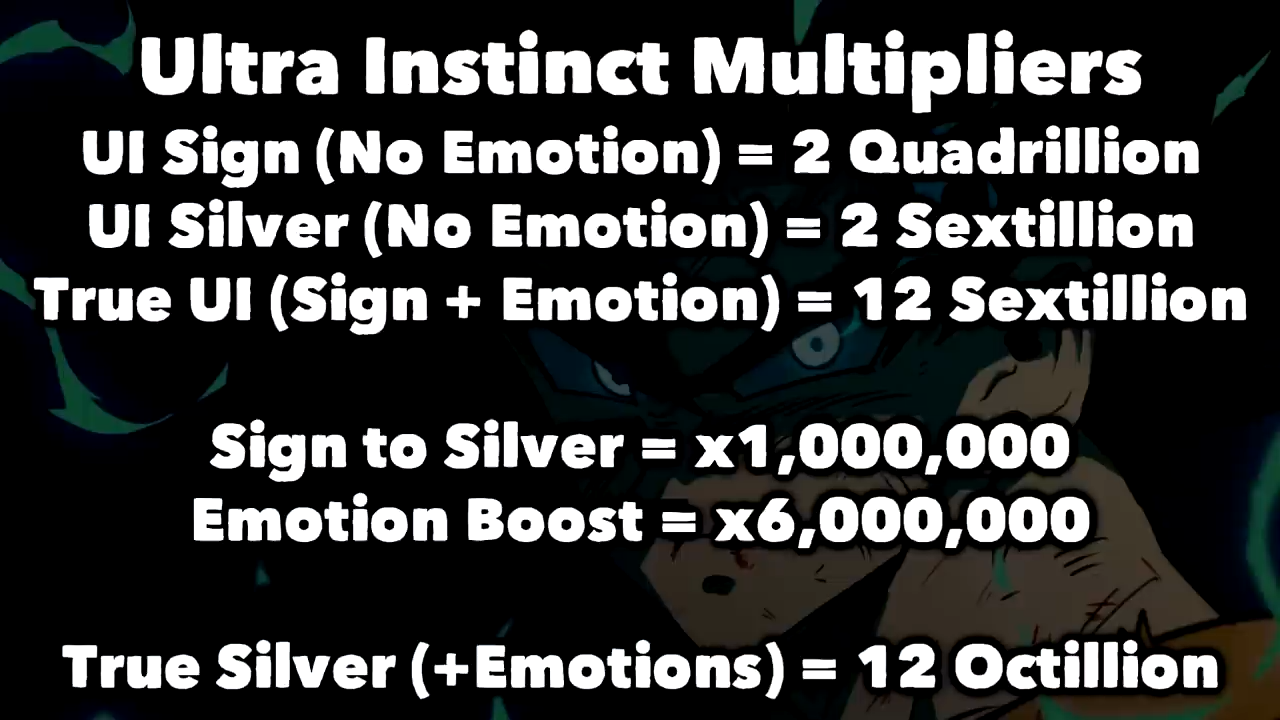 Ultra Instinct Multipliers
UI Sign (No Emotion) = 2 Quadrillion
UI Silver (No Emotion) = 2 Sextillion
True UI (Sign + Emotion) = 12 Sextillion
Sign to Silver = x1,000,000
Emotion Boost = x6,000,000
True Silver (+Emotions) = 12 Octillion